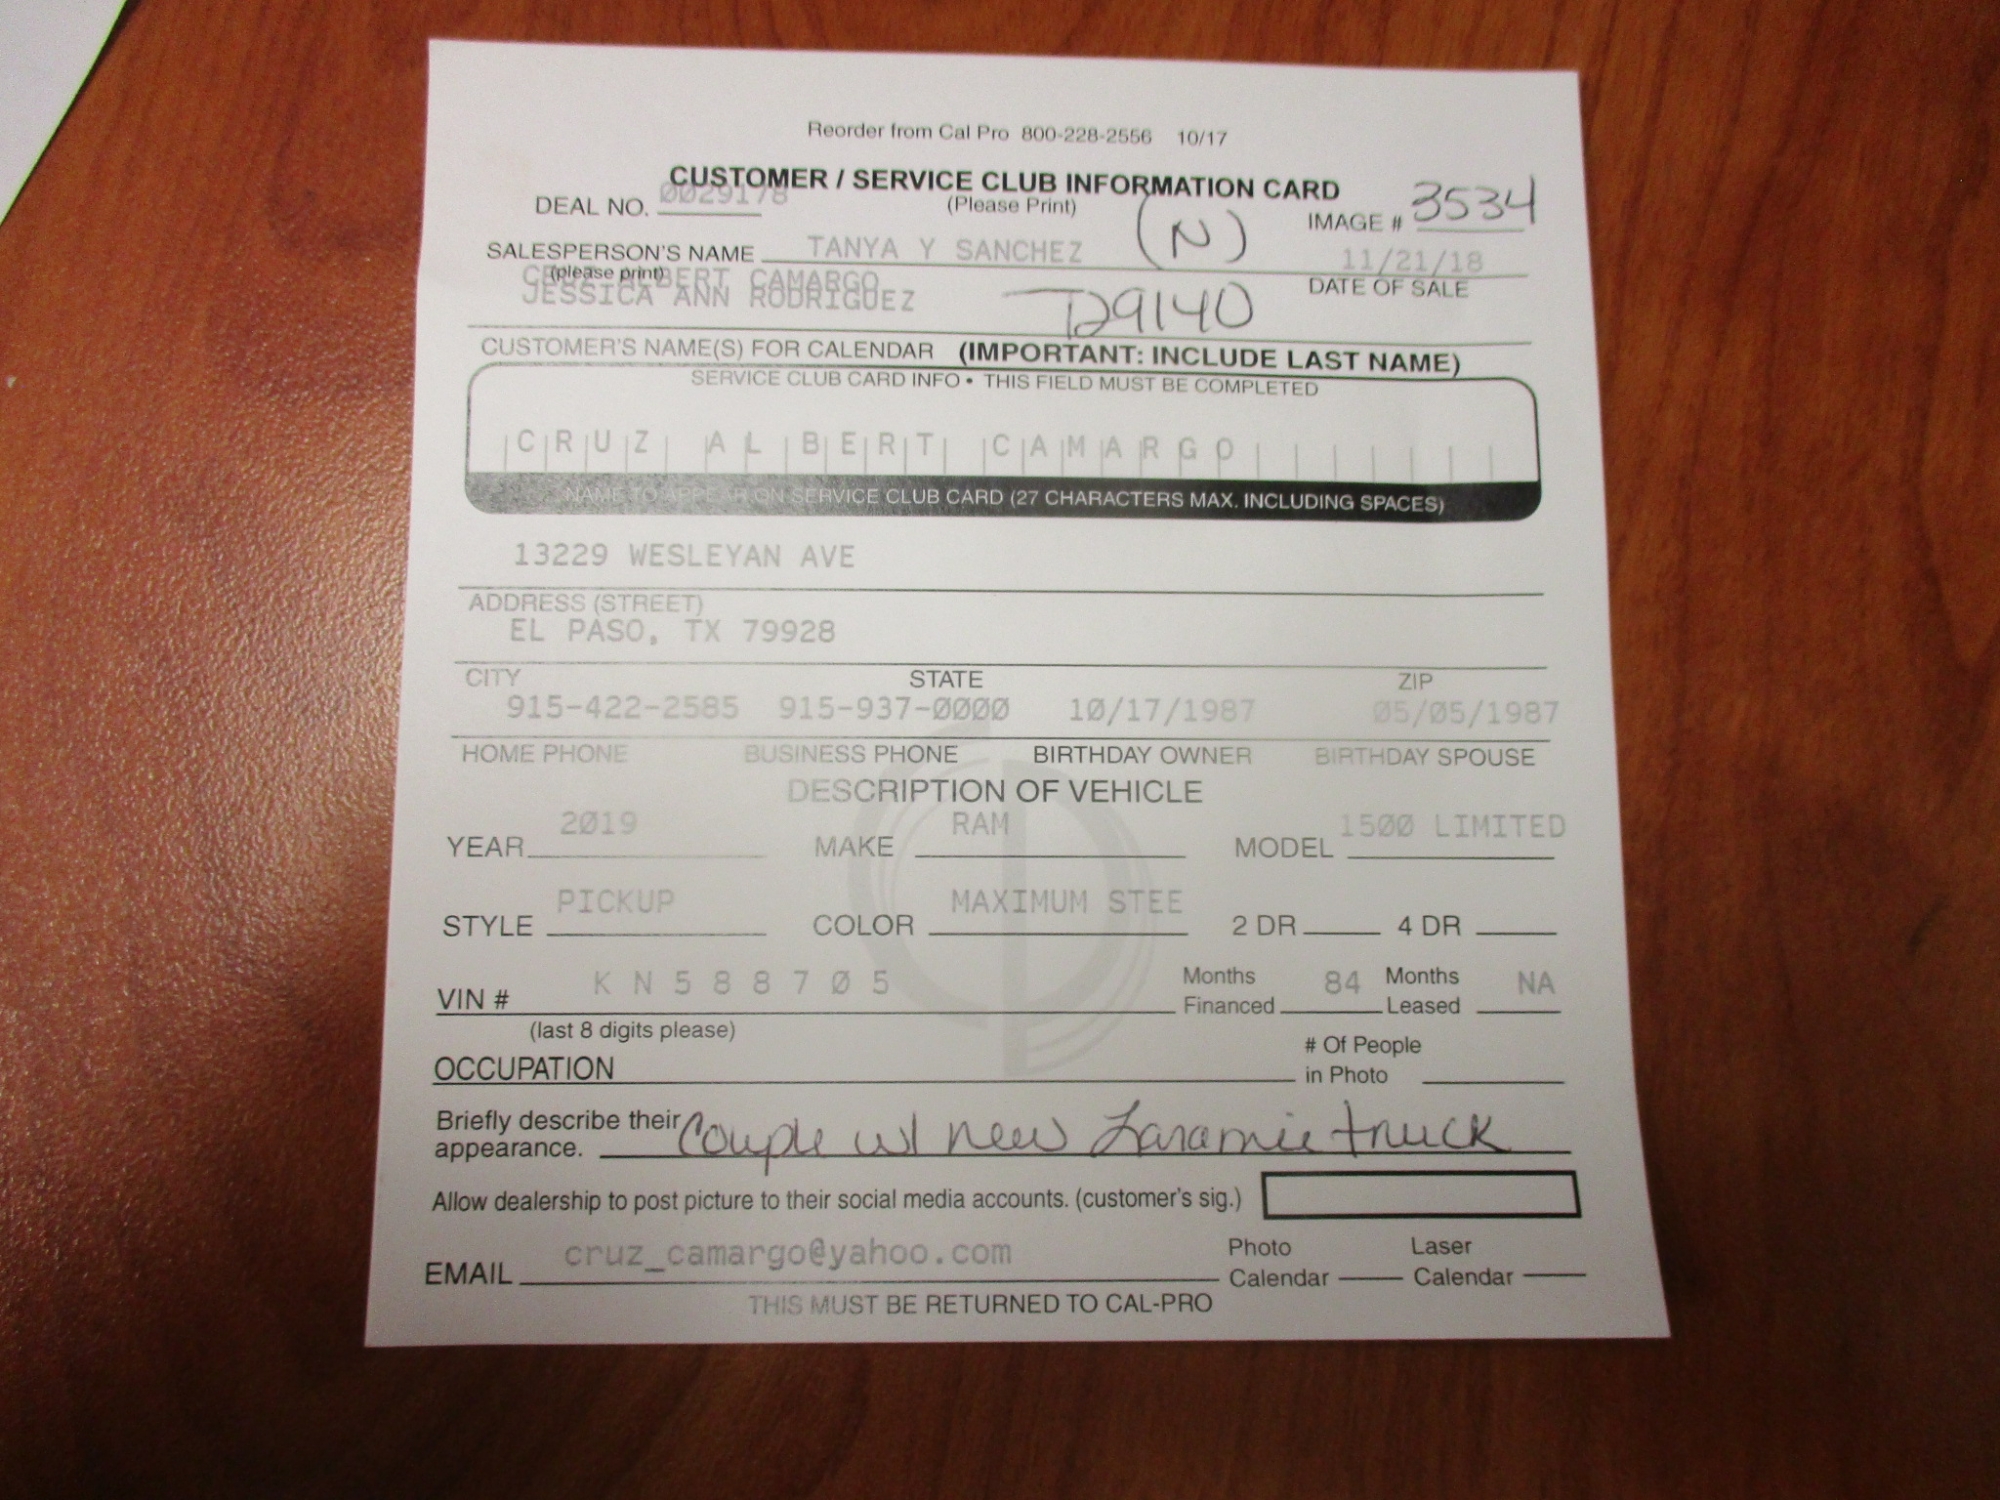 Reorder from Cal Pro 800-228-2556 10/17
CUSTOMER / SERVICE CLUB INFORMATION CARD
DEAL NO. 0029178 (Please Print) (N) IMAGE # 3534
SALESPERSON'S NAME TANYA Y SANCHEZ 11/21/18
(please print) DATE OF SALE
CRUZ ALBERT CAMARGO
JESSICA ANN RODRIGUEZ T29140
CUSTOMER'S NAME(S) FOR CALENDAR (IMPORTANT: INCLUDE LAST NAME)
SERVICE CLUB CARD INFO • THIS FIELD MUST BE COMPLETED
CRUZ ALBERT CAMARGO
NAME TO APPEAR ON SERVICE CLUB CARD (27 CHARACTERS MAX. INCLUDING SPACES)
13229 WESLEYAN AVE
ADDRESS (STREET)
EL PASO, TX 79928
CITY STATE ZIP
915-422-2585 915-937-0000 10/17/1987 05/05/1987
HOME PHONE BUSINESS PHONE BIRTHDAY OWNER BIRTHDAY SPOUSE
DESCRIPTION OF VEHICLE
YEAR 2019 MAKE RAM MODEL 1500 LIMITED
STYLE PICKUP COLOR MAXIMUM STEE 2 DR 4 DR
VIN # KN588705 Months Financed 84 Months Leased NA
(last 8 digits please)
OCCUPATION # Of People in Photo
Briefly describe their appearance. Couple w/ new Laramie truck
Allow dealership to post picture to their social media accounts. (customer's sig.)
EMAIL cruz_camargo@yahoo.com Photo Calendar Laser Calendar
THIS MUST BE RETURNED TO CAL-PRO